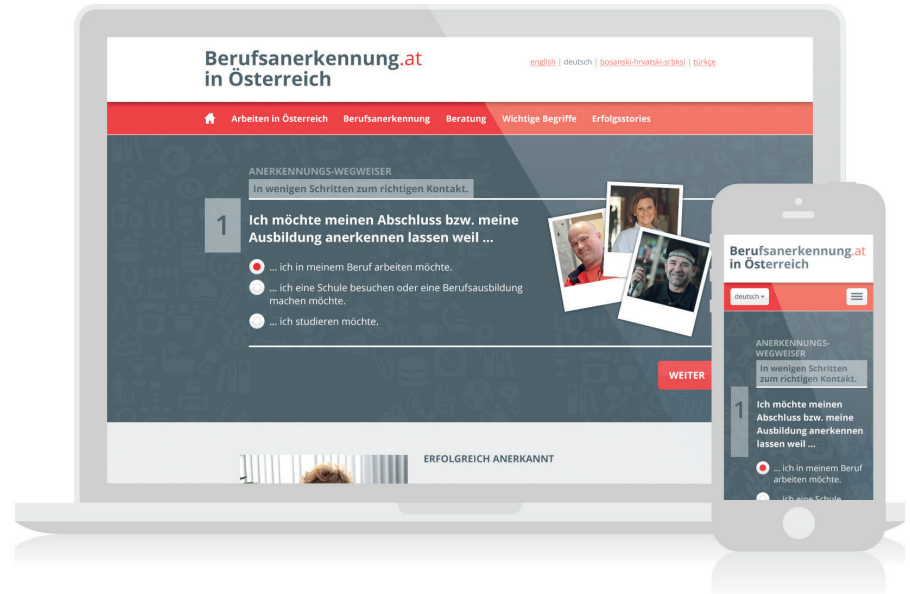 Berufsanerkennung.at
in Österreich
english | deutsch | bosanski-hrvatski-srbksi | türkçe
Arbeiten in Österreich Berufsanerkennung Beratung Wichtige Begriffe Erfolgsstories
ANERKENNUNGS-WEGWEISER
In wenigen Schritten zum richtigen Kontakt.
1
Ich möchte meinen Abschluss bzw. meine
Ausbildung anerkennen lassen weil ...
... ich in meinem Beruf arbeiten möchte.
... ich eine Schule besuchen oder eine Berufsausbildung
machen möchte.
... ich studieren möchte.
WEITER
ERFOLGREICH ANERKANNT
Berufsanerkennung.at
in Österreich
deutsch
ANERKENNUNGS-
WEGWEISER
In wenigen Schritten
zum richtigen Kontakt.
1
Ich möchte meinen
Abschluss bzw. meine
Ausbildung anerkennen
lassen weil ...
... ich in meinem Beruf
arbeiten möchte.
... ich eine Schule